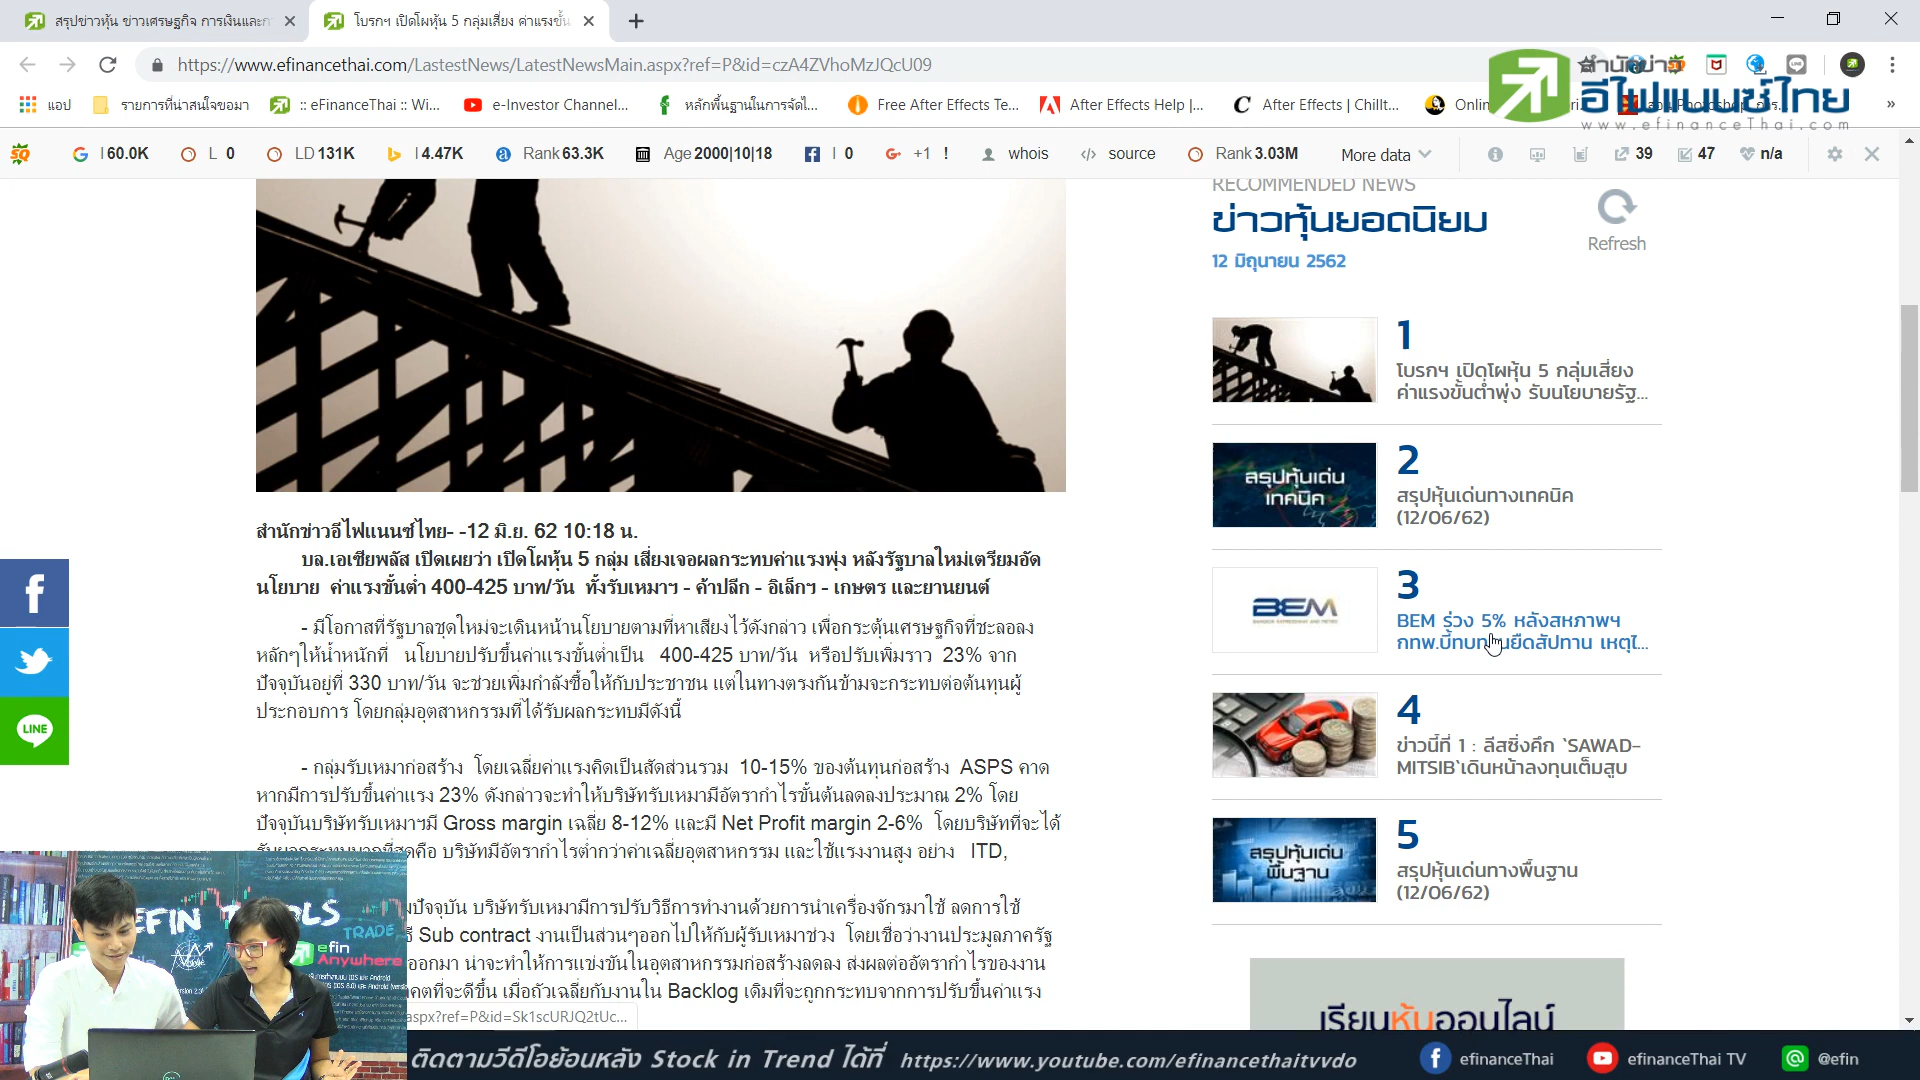 สรุปข่าวหุ้น ข่าวเศรษฐกิจ การเงินและก
โบรกฯ เปิดโผหุ้น 5 กลุ่มเสี่ยง ค่าแรงขั้น
https://www.efinancethai.com/LastestNews/LatestNewsMain.aspx?ref=P&id=czA4ZVhoMzJQcU09
สำนักข่าว
อีไฟแนนซ์ไทย
www.efinanceThai.com
แอป รายการที่น่าสนใจขอมา :: eFinanceThai :: Wi... e-Investor Channel... หลักพื้นฐานในการจัดใ... Free After Effects Te... After Effects Help |... After Effects | Chillt... Onlin »
I 60.0K L 0 LD 131K I 4.47K Rank 63.3K Age 2000|10|18 I 0 +1 ! whois source Rank 3.03M More data 39 47 n/a
RECOMMENDED NEWS
ข่าวหุ้นยอดนิยม
12 มิถุนายน 2562
Refresh
1
โบรกฯ เปิดโผหุ้น 5 กลุ่มเสี่ยง
ค่าแรงขั้นต่ำพุ่ง รับนโยบายรัฐ...
สรุปหุ้นเด่น
เทคนิค
2
สรุปหุ้นเด่นทางเทคนิค
(12/06/62)
BEM
BANGKOK EXPRESSWAY AND METRO
3
BEM ร่วง 5% หลังสหภาพฯ
กทพ.บี้ทบทวนยืดสัปทาน เหตุไ...
4
ข่าวนี้ที่ 1 : ลีสซิ่งคึก `SAWAD-
MITSIB`เดินหน้าลงทุนเต็มสูบ
สรุปหุ้นเด่น
พื้นฐาน
5
สรุปหุ้นเด่นทางพื้นฐาน
(12/06/62)
เรียนหุ้นออนไลน์
สำนักข่าวอีไฟแนนซ์ไทย- -12 มิ.ย. 62 10:18 น.
บล.เอเซียพลัส เปิดเผยว่า เปิดโผหุ้น 5 กลุ่ม เสี่ยงเจอผลกระทบค่าแรงพุ่ง หลังรัฐบาลใหม่เตรียมอัด
นโยบาย ค่าแรงขั้นต่ำ 400-425 บาท/วัน ทั้งรับเหมาฯ - ค้าปลีก - อิเล็กฯ - เกษตร และยานยนต์
- มีโอกาสที่รัฐบาลชุดใหม่จะเดินหน้านโยบายตามที่หาเสียงไว้ดังกล่าว เพื่อกระตุ้นเศรษฐกิจที่ชะลอลง
หลักๆให้น้ำหนักที่ นโยบายปรับขึ้นค่าแรงขั้นต่ำเป็น 400-425 บาท/วัน หรือปรับเพิ่มราว 23% จาก
ปัจจุบันอยู่ที่ 330 บาท/วัน จะช่วยเพิ่มกำลังซื้อให้กับประชาชน แต่ในทางตรงกันข้ามจะกระทบต่อต้นทุนผู้
ประกอบการ โดยกลุ่มอุตสาหกรรมที่ได้รับผลกระทบมีดังนี้
- กลุ่มรับเหมาก่อสร้าง โดยเฉลี่ยค่าแรงคิดเป็นสัดส่วนรวม 10-15% ของต้นทุนก่อสร้าง ASPS คาด
หากมีการปรับขึ้นค่าแรง 23% ดังกล่าวจะทำให้บริษัทรับเหมามีอัตรากำไรขั้นต้นลดลงประมาณ 2% โดย
ปัจจุบันบริษัทรับเหมาฯมี Gross margin เฉลี่ย 8-12% และมี Net Profit margin 2-6% โดยบริษัทที่จะได้
รับผลกระทบมากที่สุดคือ บริษัทมีอัตรากำไรต่ำกว่าค่าเฉลี่ยอุตสาหกรรม และใช้แรงงานสูง อย่าง ITD,
มปัจจุบัน บริษัทรับเหมามีการปรับวิธีการทำงานด้วยการนำเครื่องจักรมาใช้ ลดการใช้
ธี Sub contract งานเป็นส่วนๆออกไปให้กับผู้รับเหมาช่วง โดยเชื่อว่างานประมูลภาครัฐ
ออกมา น่าจะทำให้การแข่งขันในอุตสาหกรรมก่อสร้างลดลง ส่งผลต่ออัตรากำไรของงาน
คตที่จะดีขึ้น เมื่อถัวเฉลี่ยกับงานใน Backlog เดิมที่จะถูกกระทบจากการปรับขึ้นค่าแรง
aspx?ref=P&id=Sk1scURJQ2tUc...
LINE
EFIN T
LS
TRADE
efin
Anywhere
ติดตามวีดีโอย้อนหลัง Stock in Trend ได้ที่ https://www.youtube.com/efinancethaitvvdo
efinanceThai efinanceThai TV @efin